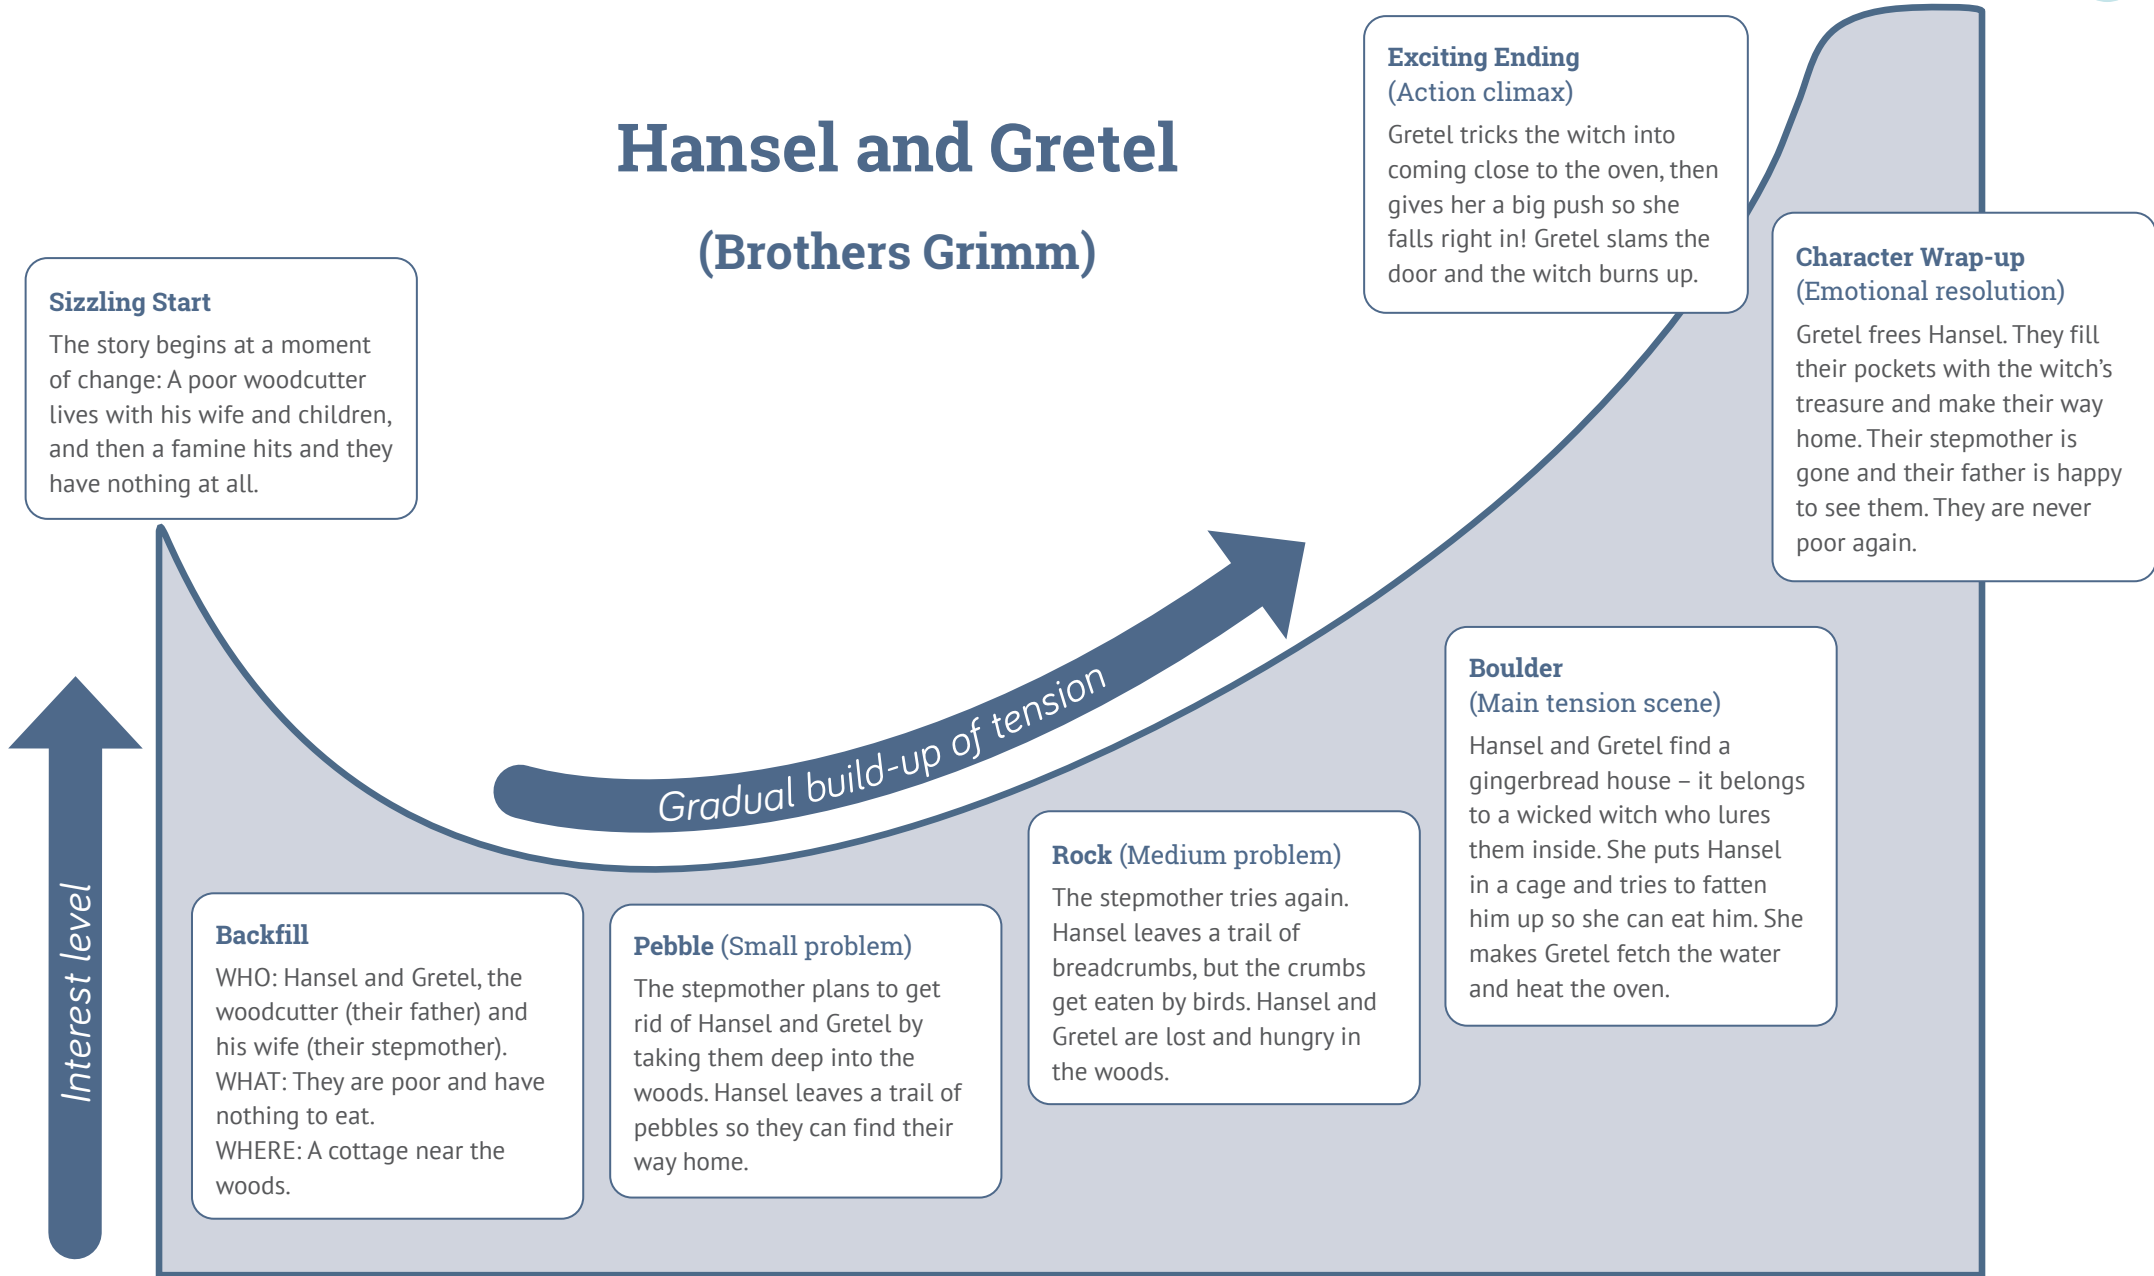 Hansel and Gretel
(Brothers Grimm)
Sizzling Start
The story begins at a moment
of change: A poor woodcutter
lives with his wife and children,
and then a famine hits and they
have nothing at all.
Backfill
WHO: Hansel and Gretel, the
woodcutter (their father) and
his wife (their stepmother).
WHAT: They are poor and have
nothing to eat.
WHERE: A cottage near the
woods.
Pebble (Small problem)
The stepmother plans to get
rid of Hansel and Gretel by
taking them deep into the
woods. Hansel leaves a trail of
pebbles so they can find their
way home.
Rock (Medium problem)
The stepmother tries again.
Hansel leaves a trail of
breadcrumbs, but the crumbs
get eaten by birds. Hansel and
Gretel are lost and hungry in
the woods.
Boulder
(Main tension scene)
Hansel and Gretel find a
gingerbread house – it belongs
to a wicked witch who lures
them inside. She puts Hansel
in a cage and tries to fatten
him up so she can eat him. She
makes Gretel fetch the water
and heat the oven.
Exciting Ending
(Action climax)
Gretel tricks the witch into
coming close to the oven, then
gives her a big push so she
falls right in! Gretel slams the
door and the witch burns up.
Character Wrap-up
(Emotional resolution)
Gretel frees Hansel. They fill
their pockets with the witch’s
treasure and make their way
home. Their stepmother is
gone and their father is happy
to see them. They are never
poor again.
Gradual build-up of tension
Interest level